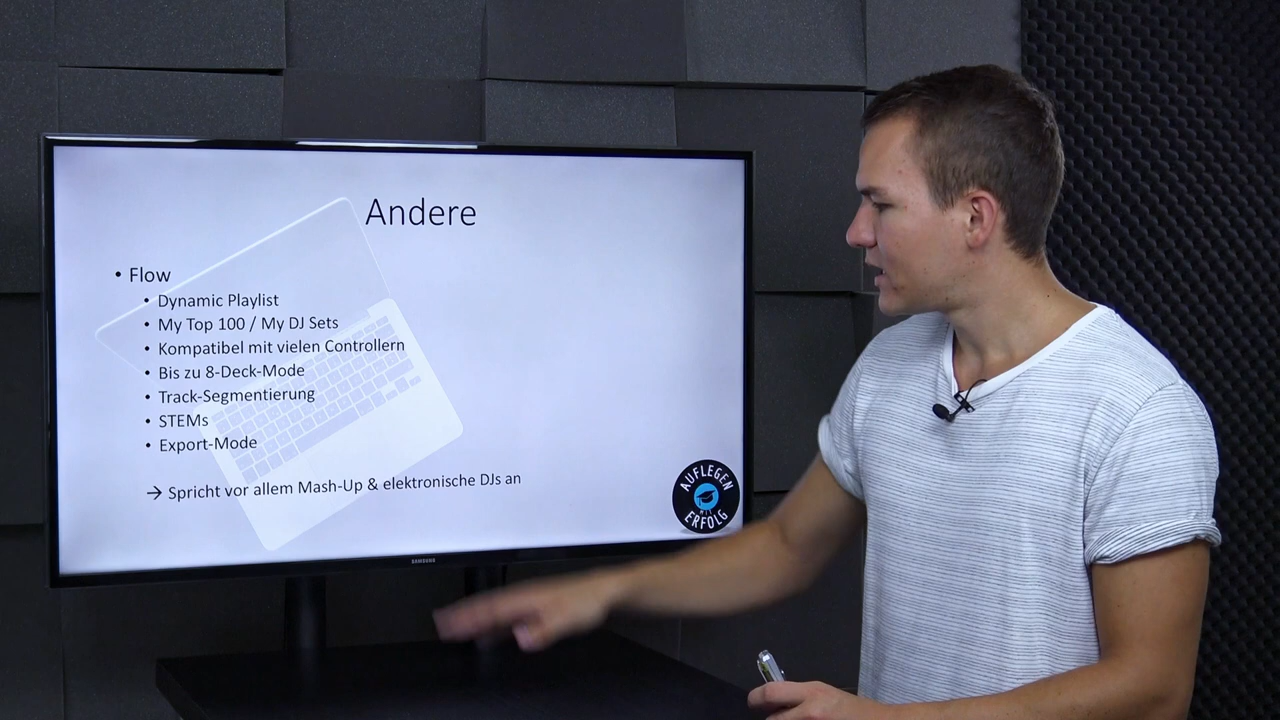 Andere
• Flow
• Dynamic Playlist
• My Top 100 / My DJ Sets
• Kompatibel mit vielen Controllern
• Bis zu 8-Deck-Mode
• Track-Segmentierung
• STEMs
• Export-Mode
→ Spricht vor allem Mash-Up & elektronische DJs an
AUFLEGEN
MIT
ERFOLG
SAMSUNG